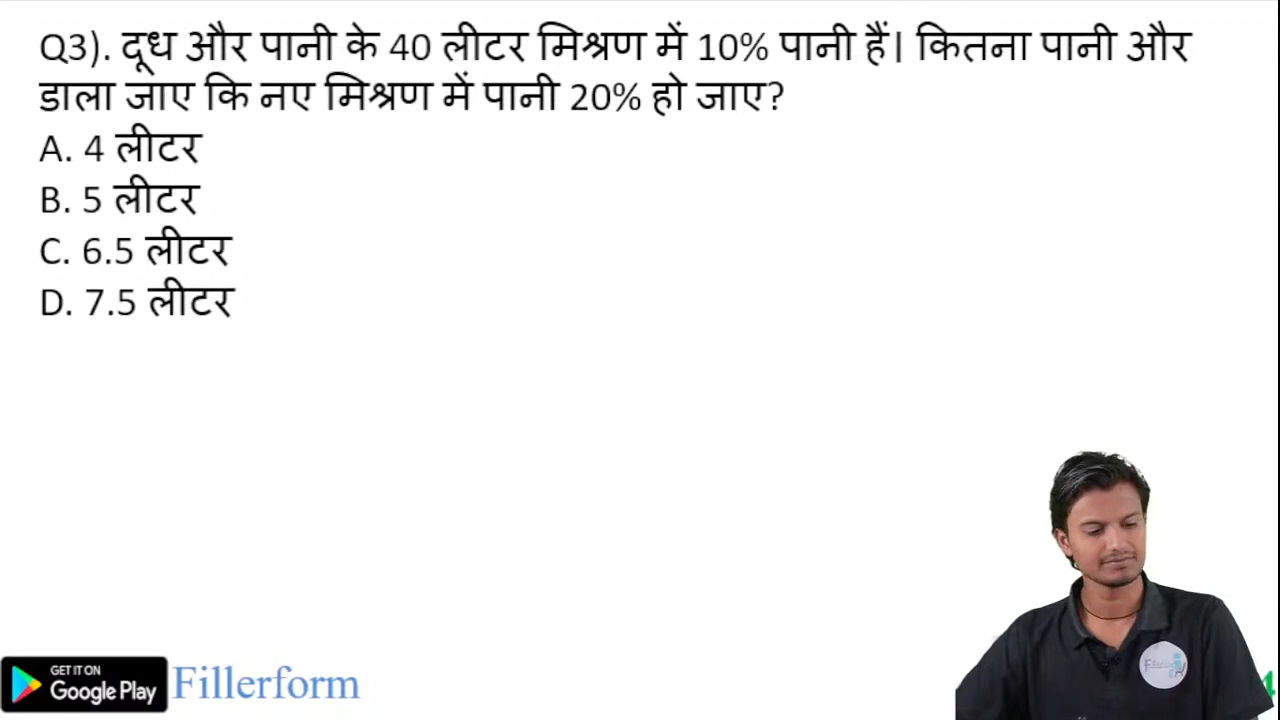 Q3). दूध और पानी के 40 लीटर मिश्रण में 10% पानी हैं। कितना पानी और
डाला जाए कि नए मिश्रण में पानी 20% हो जाए?
A. 4 लीटर
B. 5 लीटर
C. 6.5 लीटर
D. 7.5 लीटर
GET IT ON
Google Play
Fillerform